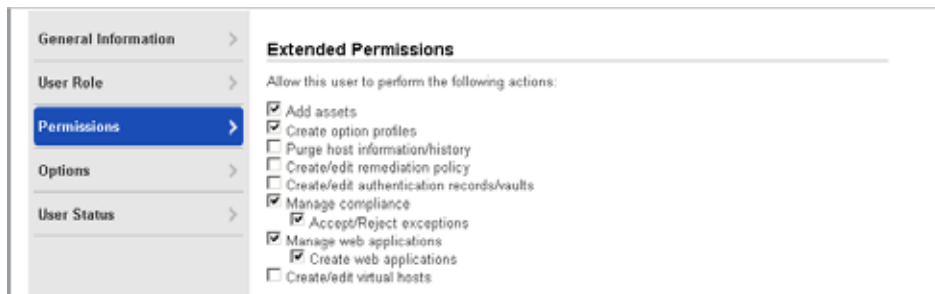 General Information
User Role
Permissions
Options
User Status
Extended Permissions
Allow this user to perform the following actions:
Add assets
Create option profiles
Purge host information/history
Create/edit remediation policy
Create/edit authentication records/vaults
Manage compliance
Accept/Reject exceptions
Manage web applications
Create web applications
Create/edit virtual hosts